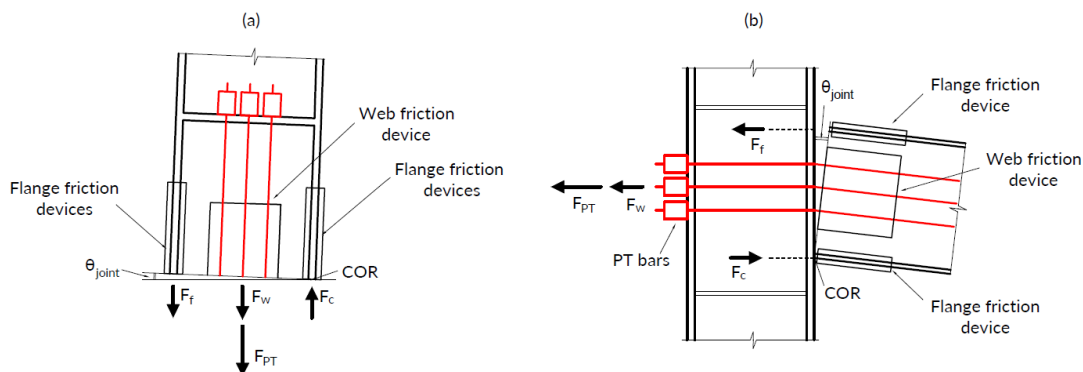 (a)
Web friction
device
Flange friction
devices
Flange friction
devices
θjoint
COR
Ff
Fw
Fc
FPT
(b)
θjoint
Flange friction
device
Ff
Web friction
device
FPT
Fw
PT bars
Fc
COR
Flange friction
device